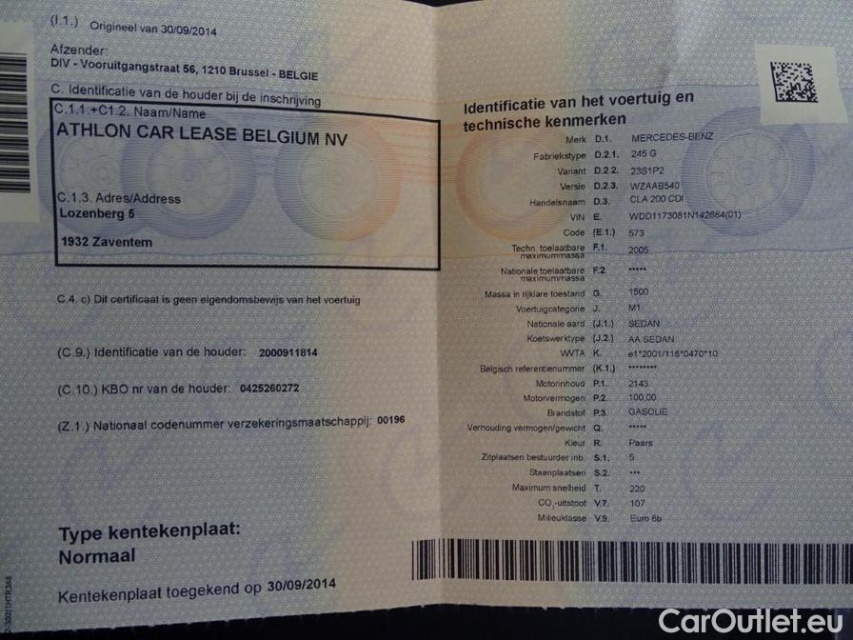 (I.1.) Origineel van 30/09/2014
Afzender:
DIV - Vooruitgangstraat 56, 1210 Brussel - BELGIE
C. Identificatie van de houder bij de inschrijving
C.1.1.+C1.2. Naam/Name
ATHLON CAR LEASE BELGIUM NV
C.1.3. Adres/Address
Lozenberg 5
1932 Zaventem
C.4. c) Dit certificaat is geen eigendomsbewijs van het voertuig
(C.9.) Identificatie van de houder: 2000911814
(C.10.) KBO nr van de houder: 0425260272
(Z.1.) Nationaal codenummer verzekeringsmaatschappij: 00196
Type kentekenplaat:
Normaal
Kentekenplaat toegekend op 30/09/2014
Identificatie van het voertuig en
technische kenmerken
Merk D.1. MERCEDES-BENZ
Fabriekstype D.2.1. 245 G
Variant D.2.2. 23S1P2
Versie D.2.3. WZAAB540
Handelsnaam D.3. CLA 200 CDI
VIN E. WDD1173081N142664(01)
Code (E.1.) 573
Techn. toelaatbare
maximummassa F.1. 2005
Nationale toelaatbare
maximummassa F.2 *****
Massa in rijklare toestand G. 1500
Voertuigcategorie J. M1
Nationale aard (J.1.) SEDAN
Koetswerktype (J.2.) AA SEDAN
WVTA K. e1*2001/116*0470*10
Belgisch referentienummer (K.1.) ********
Motorinhoud P.1. 2143
Motorvermogen P.2. 100,00
Brandstof P.3. GASOLIE
Verhouding vermogen/gewicht Q. *****
Kleur R. Paars
Zitplaatsen bestuurder inb. S.1. 5
Staanplaatsen S.2. ***
Maximum snelheid T. 220
CO₂-uitstoot V.7. 107
Milieuklasse V.9. Euro 6b
CarOutlet.eu